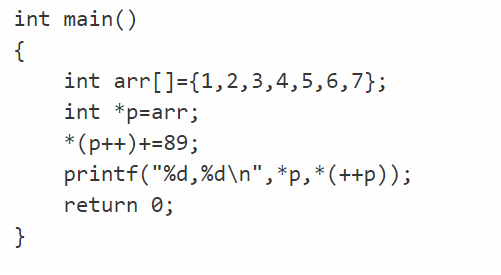 int main()
{
    int arr[]={1,2,3,4,5,6,7};
    int *p=arr;
    *(p++)+=89;
    printf("%d,%d\n",*p,*(++p));
    return 0;
}